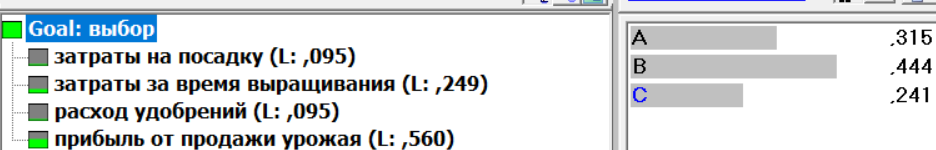 Goal: выбор
затраты на посадку (L: ,095)
затраты за время выращивания (L: ,249)
расход удобрений (L: ,095)
прибыль от продажи урожая (L: ,560)
A ,315
B ,444
C ,241